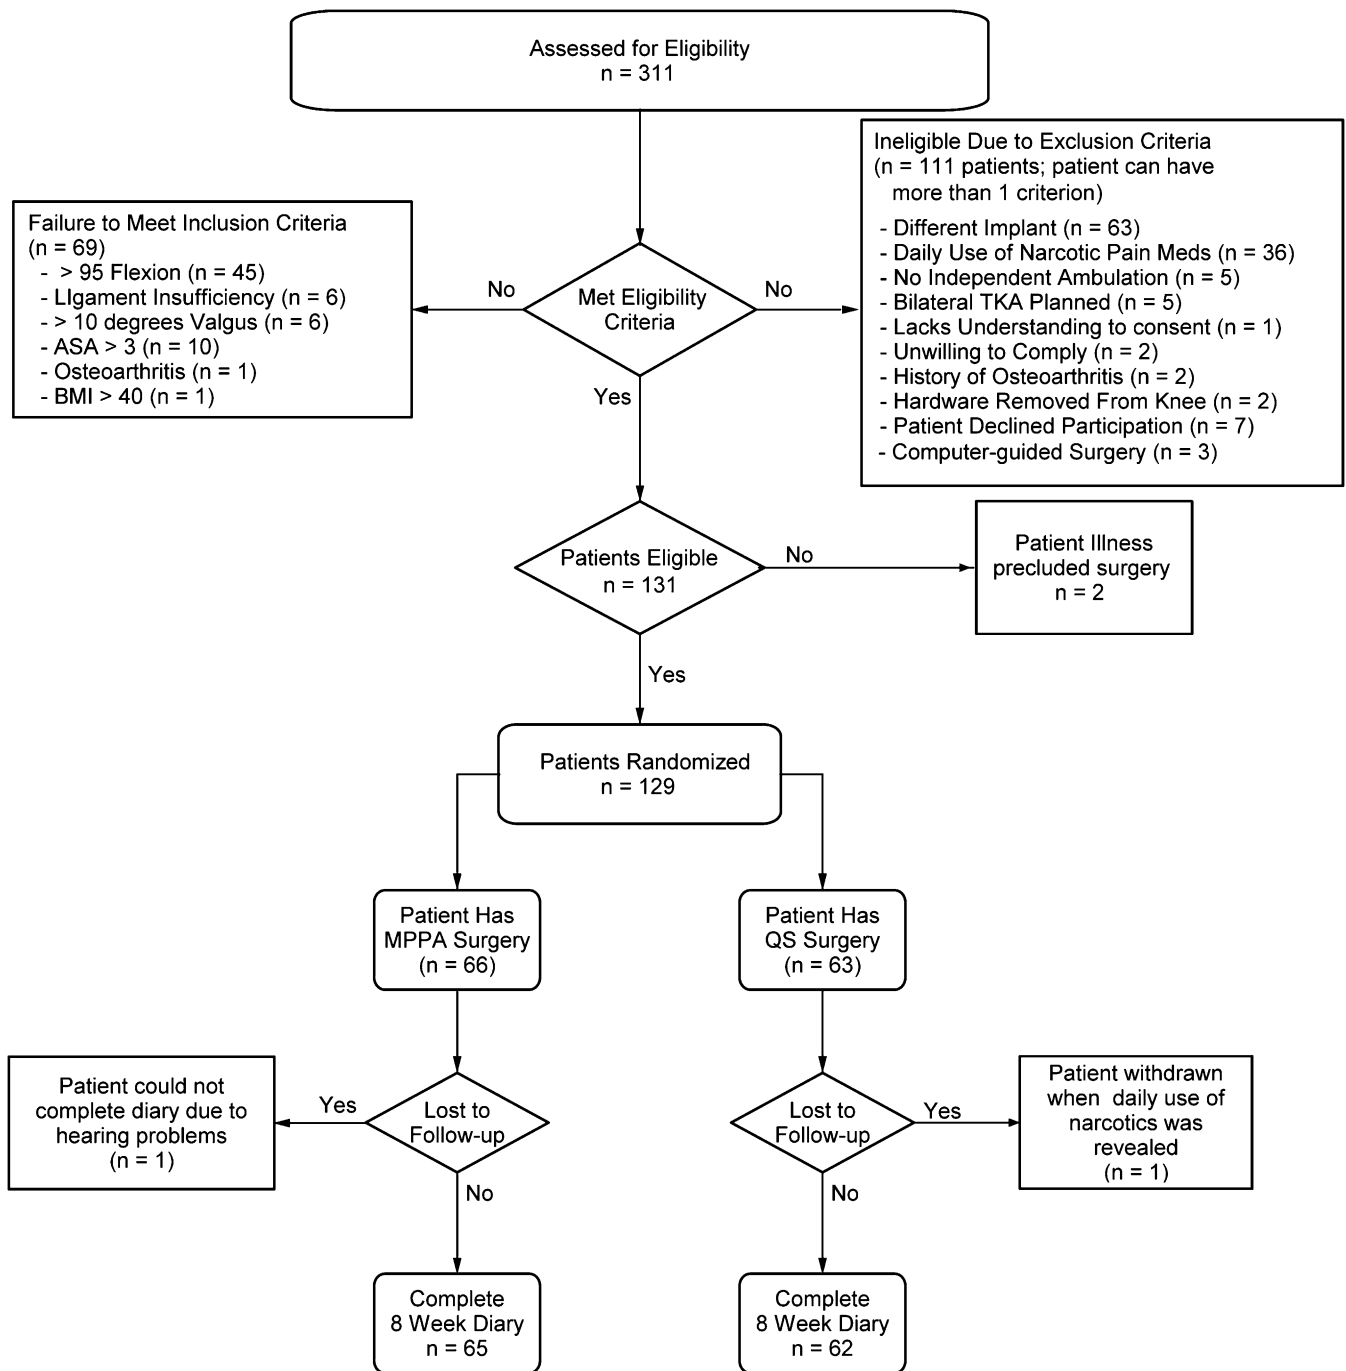 Assessed for Eligibility
n = 311
Ineligible Due to Exclusion Criteria
(n = 111 patients; patient can have
more than 1 criterion)
- Different Implant (n = 63)
- Daily Use of Narcotic Pain Meds (n = 36)
- No Independent Ambulation (n = 5)
- Bilateral TKA Planned (n = 5)
- Lacks Understanding to consent (n = 1)
- Unwilling to Comply (n = 2)
- History of Osteoarthritis (n = 2)
- Hardware Removed From Knee (n = 2)
- Patient Declined Participation (n = 7)
- Computer-guided Surgery (n = 3)
Failure to Meet Inclusion Criteria
(n = 69)
- > 95 Flexion (n = 45)
- LIgament Insufficiency (n = 6)
- > 10 degrees Valgus (n = 6)
- ASA > 3 (n = 10)
- Osteoarthritis (n = 1)
- BMI > 40 (n = 1)
No
Met Eligibility
Criteria
No
Yes
Patients Eligible
n = 131
No
Patient Illness
precluded surgery
n = 2
Yes
Patients Randomized
n = 129
Patient Has
MPPA Surgery
(n = 66)
Patient Has
QS Surgery
(n = 63)
Patient could not
complete diary due to
hearing problems
(n = 1)
Yes
Lost to
Follow-up
Lost to
Follow-up
Yes
Patient withdrawn
when daily use of
narcotics was
revealed
(n = 1)
No
No
Complete
8 Week Diary
n = 65
Complete
8 Week Diary
n = 62